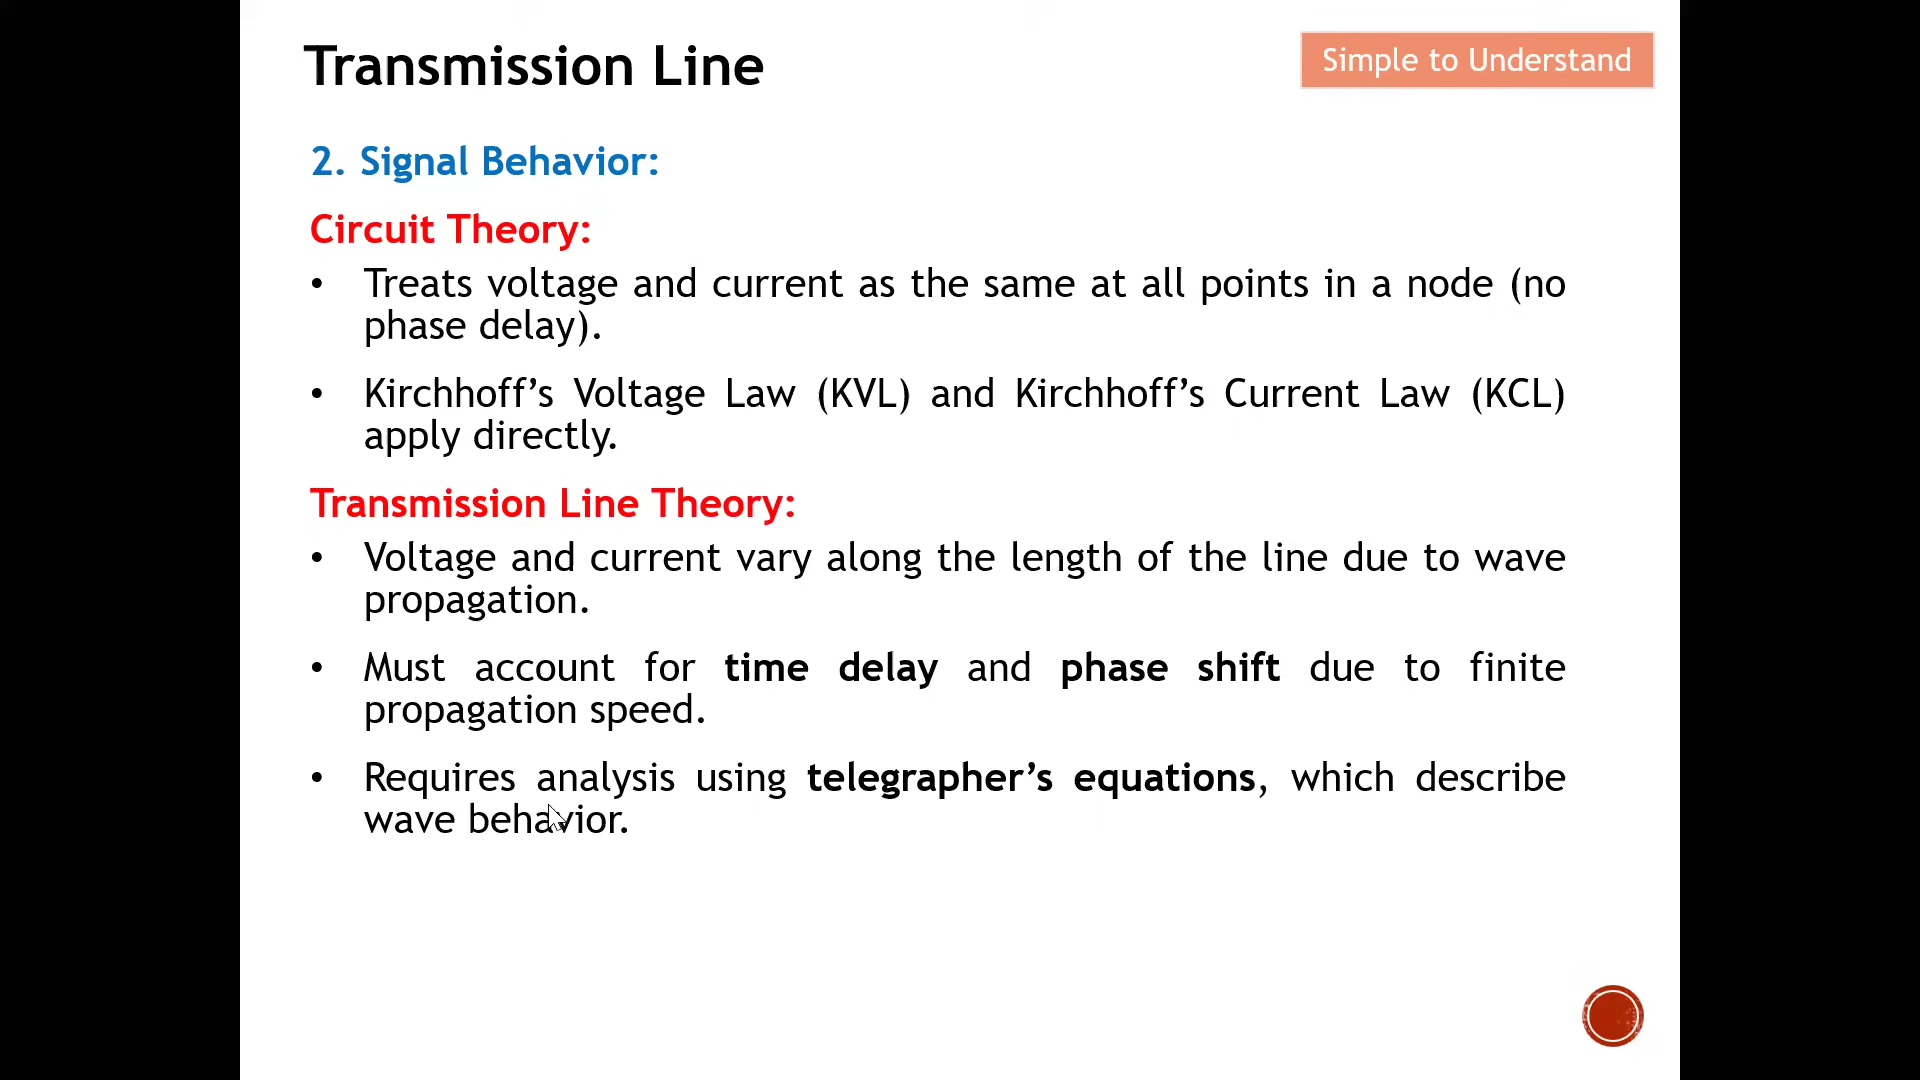 Transmission Line
Simple to Understand
2. Signal Behavior:
Circuit Theory:
• Treats voltage and current as the same at all points in a node (no
phase delay).
• Kirchhoff’s Voltage Law (KVL) and Kirchhoff’s Current Law (KCL)
apply directly.
Transmission Line Theory:
• Voltage and current vary along the length of the line due to wave
propagation.
• Must account for time delay and phase shift due to finite
propagation speed.
• Requires analysis using telegrapher’s equations, which describe
wave behavior.